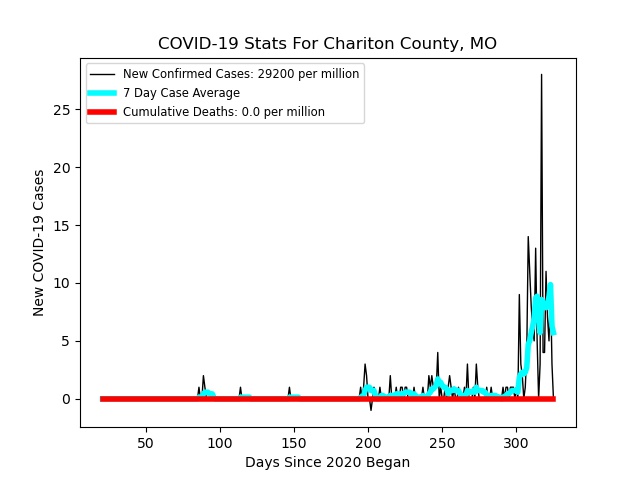 COVID-19 Stats For Chariton County, MO
New Confirmed Cases: 29200 per million
7 Day Case Average
Cumulative Deaths: 0.0 per million
New COVID-19 Cases
25
20
15
10
5
0
50 100 150 200 250 300
Days Since 2020 Began